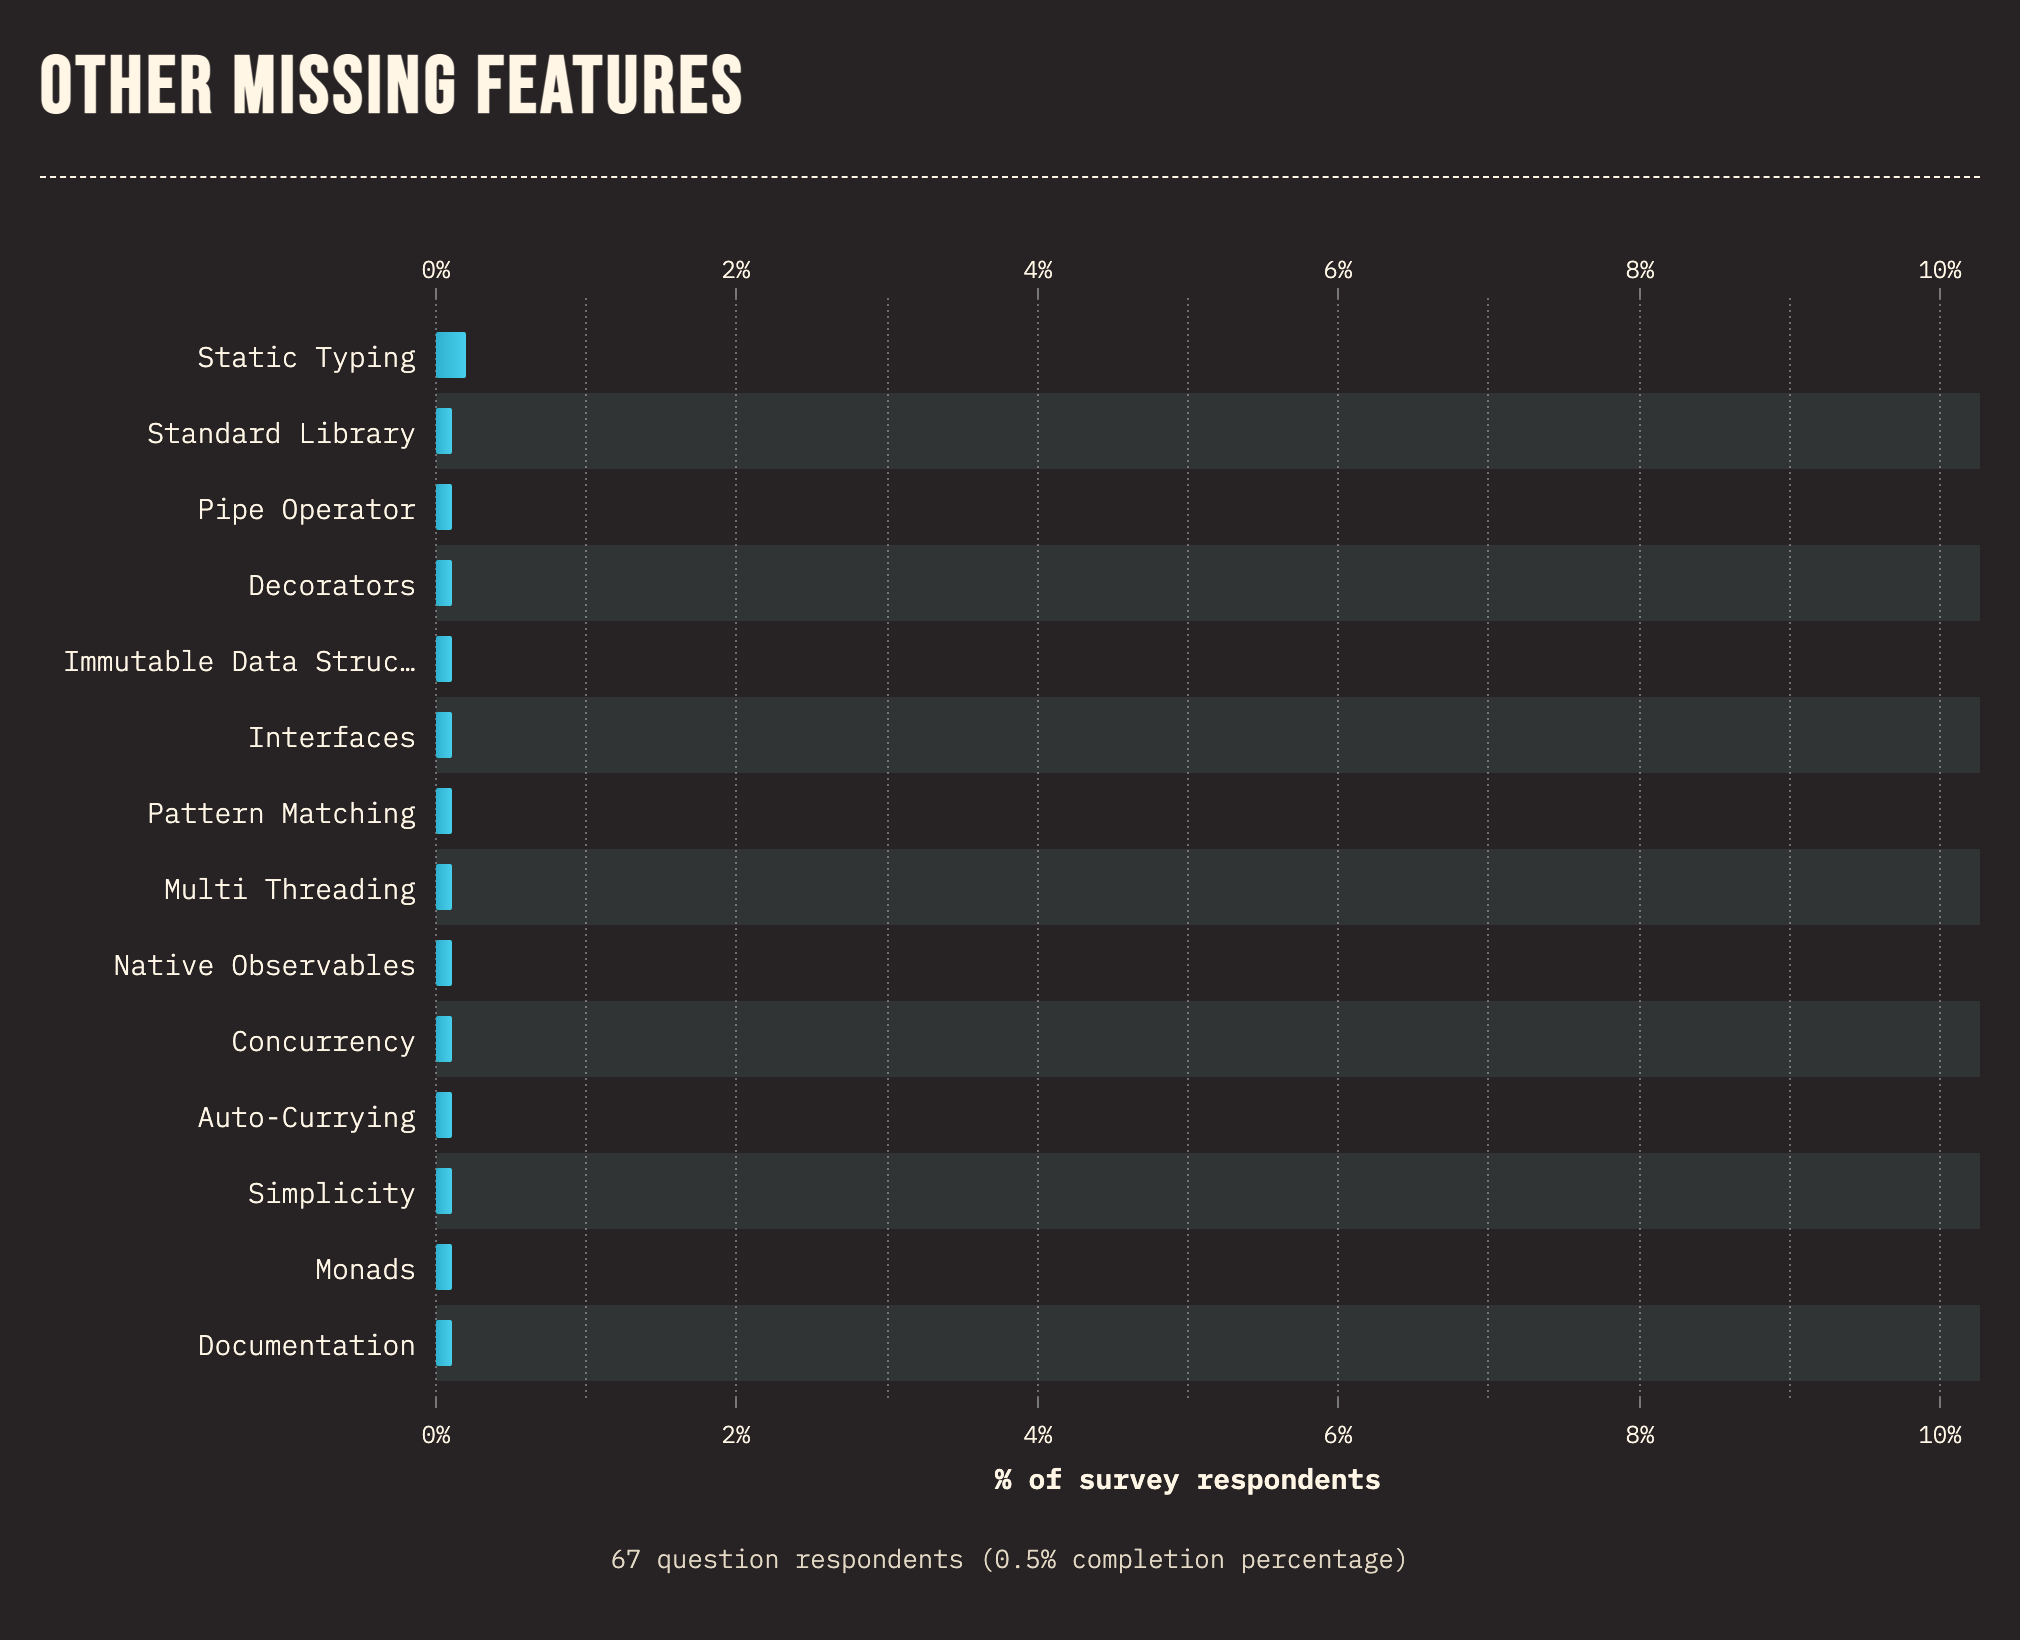 OTHER MISSING FEATURES
0% 2% 4% 6% 8% 10%
Static Typing
Standard Library
Pipe Operator
Decorators
Immutable Data Struc…
Interfaces
Pattern Matching
Multi Threading
Native Observables
Concurrency
Auto-Currying
Simplicity
Monads
Documentation
0% 2% 4% 6% 8% 10%
% of survey respondents
67 question respondents (0.5% completion percentage)